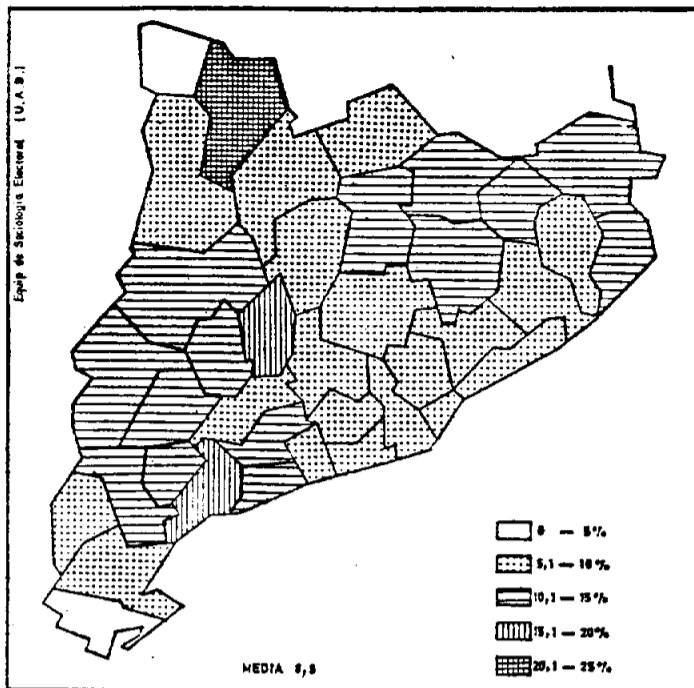 Equip de Sociologia Electoral [U.A.B.]
0 — 5%
5,1 — 10%
10,1 — 15%
15,1 — 20%
20,1 — 25%
MEDIA